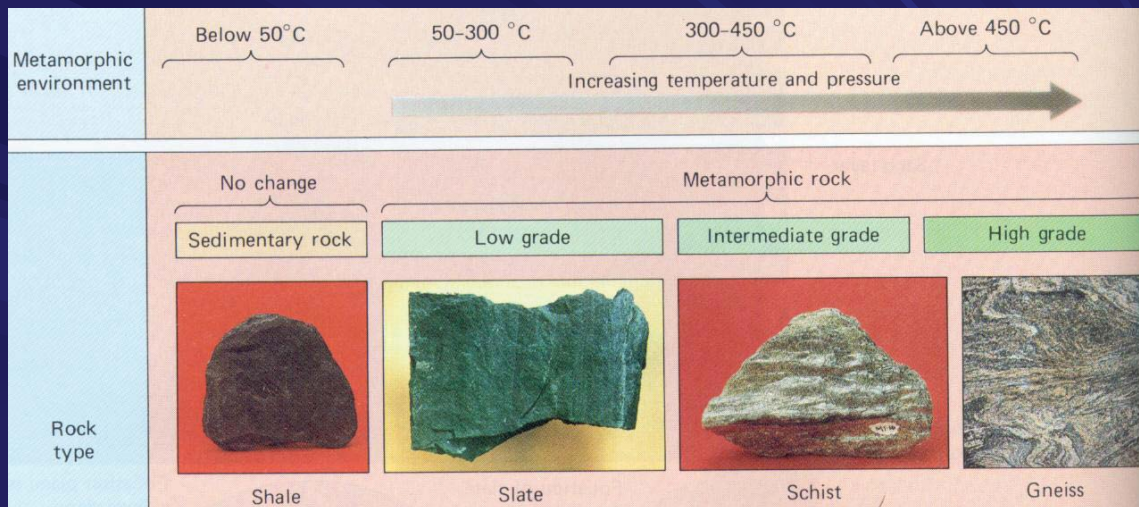 Metamorphic
environment
Below 50°C
50–300 °C
300–450 °C
Above 450 °C
Increasing temperature and pressure
No change
Metamorphic rock
Sedimentary rock
Low grade
Intermediate grade
High grade
Rock
type
Shale
Slate
Schist
Gneiss